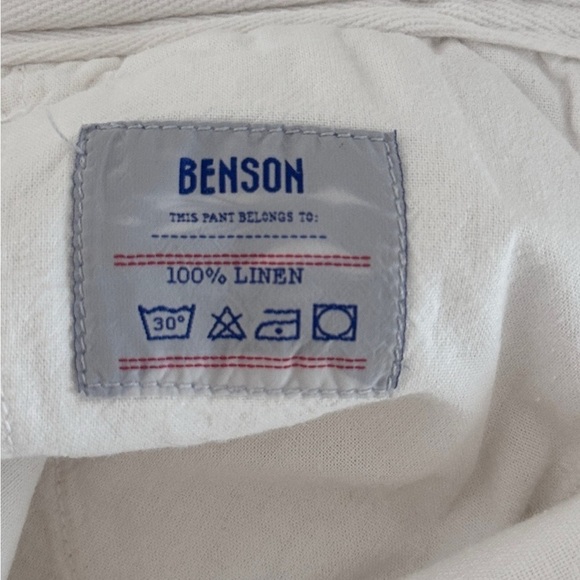 BENSON
THIS PANT BELONGS TO:
100% LINEN
30°